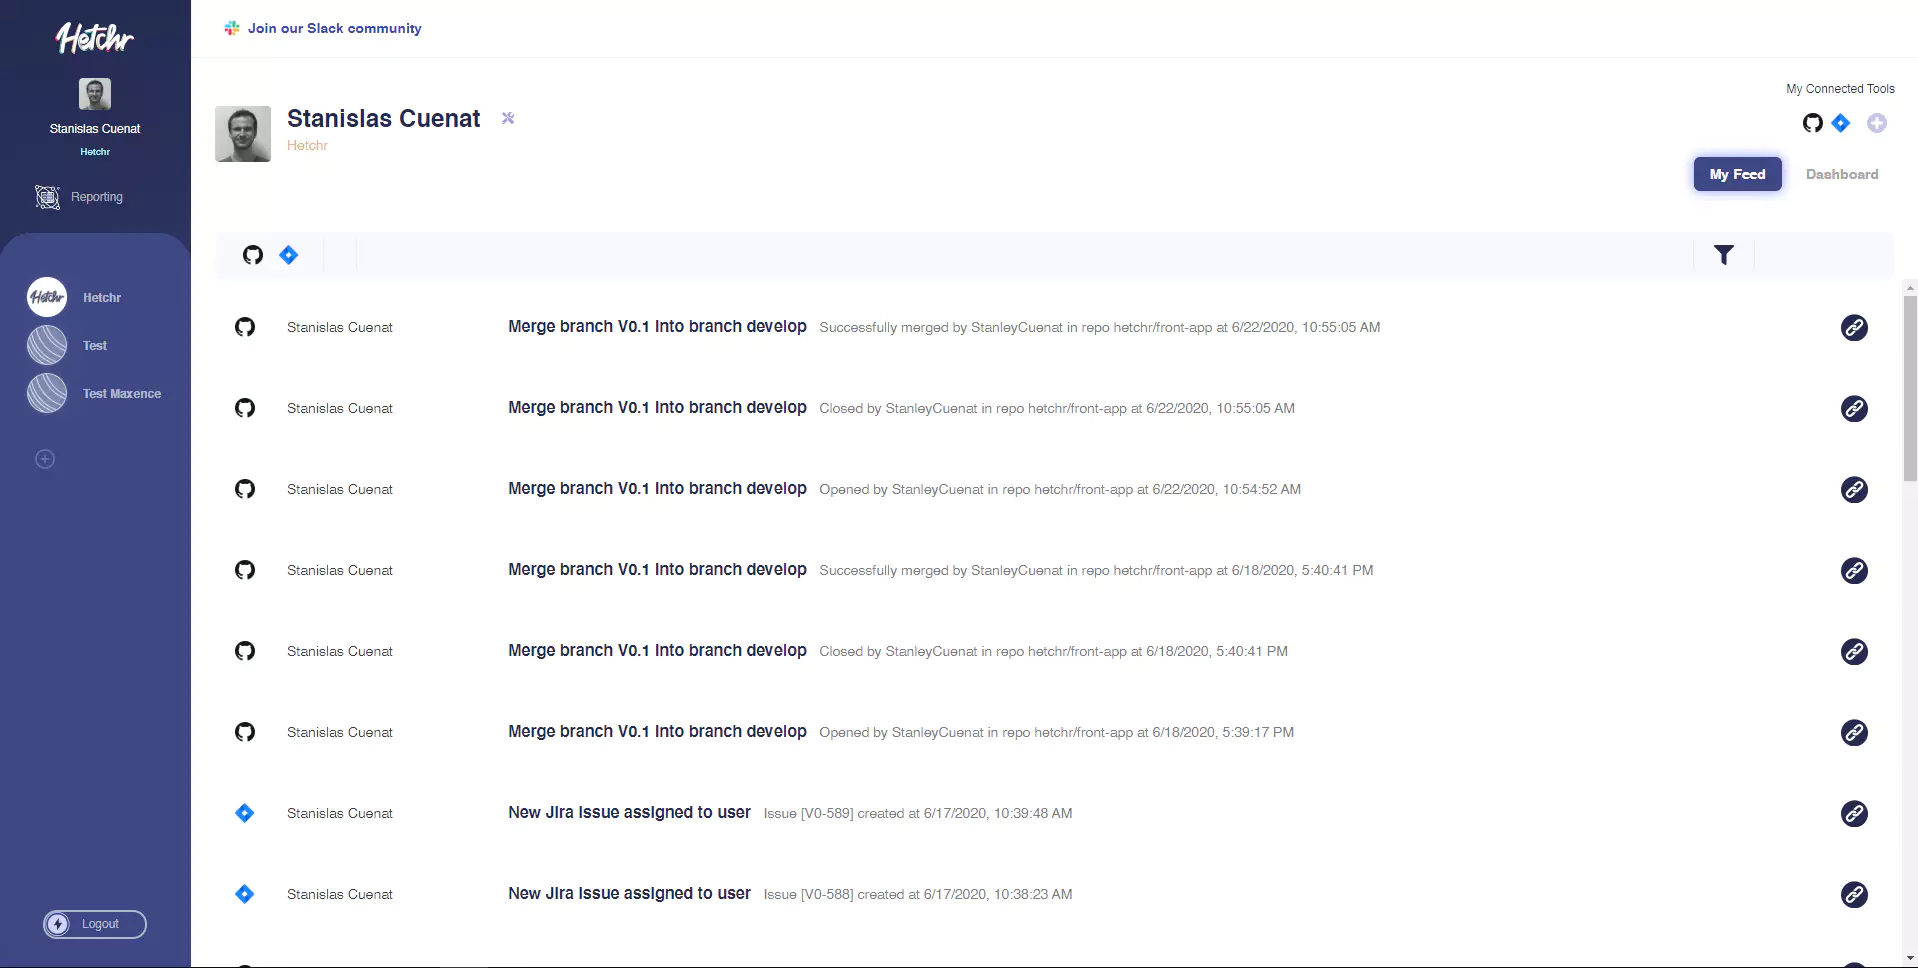 Hetchr
Stanislas Cuenat
Hetchr
Reporting
Hetchr
Hetchr
Test
Test Maxence
Logout
Join our Slack community
Stanislas Cuenat
Hetchr
My Connected Tools
My Feed
Dashboard
Stanislas Cuenat Merge branch V0.1 Into branch develop Successfully merged by StanleyCuenat in repo hetchr/front-app at 6/22/2020, 10:55:05 AM
Stanislas Cuenat Merge branch V0.1 Into branch develop Closed by StanleyCuenat in repo hetchr/front-app at 6/22/2020, 10:55:05 AM
Stanislas Cuenat Merge branch V0.1 Into branch develop Opened by StanleyCuenat in repo hetchr/front-app at 6/22/2020, 10:54:52 AM
Stanislas Cuenat Merge branch V0.1 Into branch develop Successfully merged by StanleyCuenat in repo hetchr/front-app at 6/18/2020, 5:40:41 PM
Stanislas Cuenat Merge branch V0.1 Into branch develop Closed by StanleyCuenat in repo hetchr/front-app at 6/18/2020, 5:40:41 PM
Stanislas Cuenat Merge branch V0.1 Into branch develop Opened by StanleyCuenat in repo hetchr/front-app at 6/18/2020, 5:39:17 PM
Stanislas Cuenat New Jira Issue assigned to user Issue [V0-589] created at 6/17/2020, 10:39:48 AM
Stanislas Cuenat New Jira Issue assigned to user Issue [V0-588] created at 6/17/2020, 10:38:23 AM